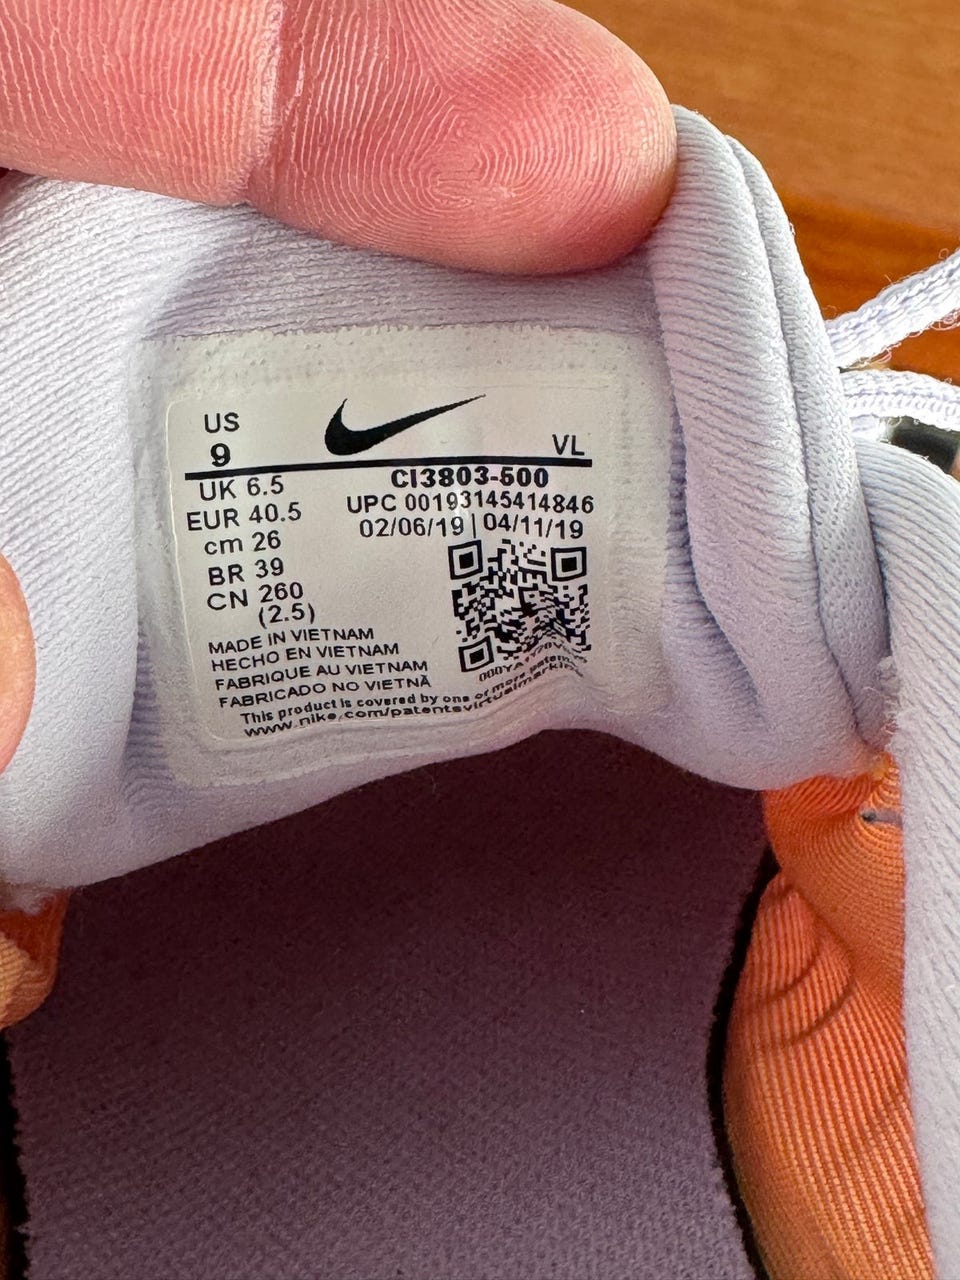 US
9
VL
UK 6.5
CI3803-500
EUR 40.5
UPC 00193145414846
cm 26
02/06/19 | 04/11/19
BR 39
CN 260
(2.5)
MADE IN VIETNAM
HECHO EN VIETNAM
FABRIQUE AU VIETNAM
FABRICADO NO VIETNÃ
This product is covered by one or more patents
www.nike.com/patentsvirtualmarking